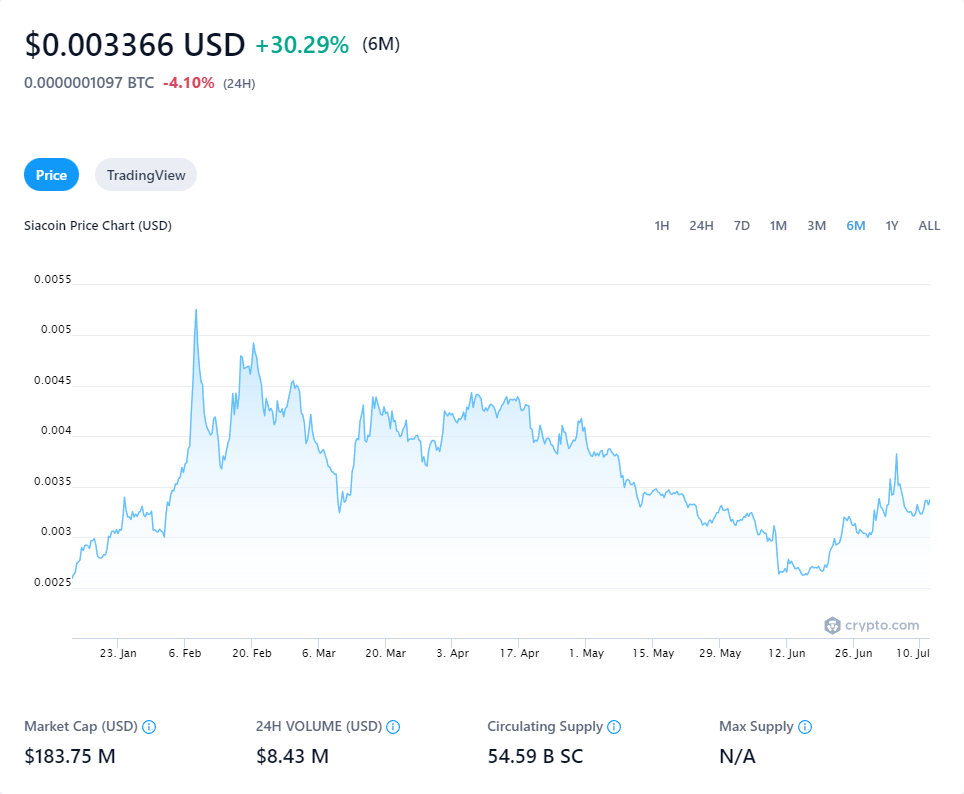 $0.003366 USD +30.29% (6M)
0.0000001097 BTC -4.10% (24H)
Price TradingView
Siacoin Price Chart (USD) 1H 24H 7D 1M 3M 6M 1Y ALL
0.0055
0.005
0.0045
0.004
0.0035
0.003
0.0025
crypto.com
23. Jan 6. Feb 20. Feb 6. Mar 20. Mar 3. Apr 17. Apr 1. May 15. May 29. May 12. Jun 26. Jun 10. Jul
Market Cap (USD) 24H VOLUME (USD) Circulating Supply Max Supply
$183.75 M $8.43 M 54.59 B SC N/A